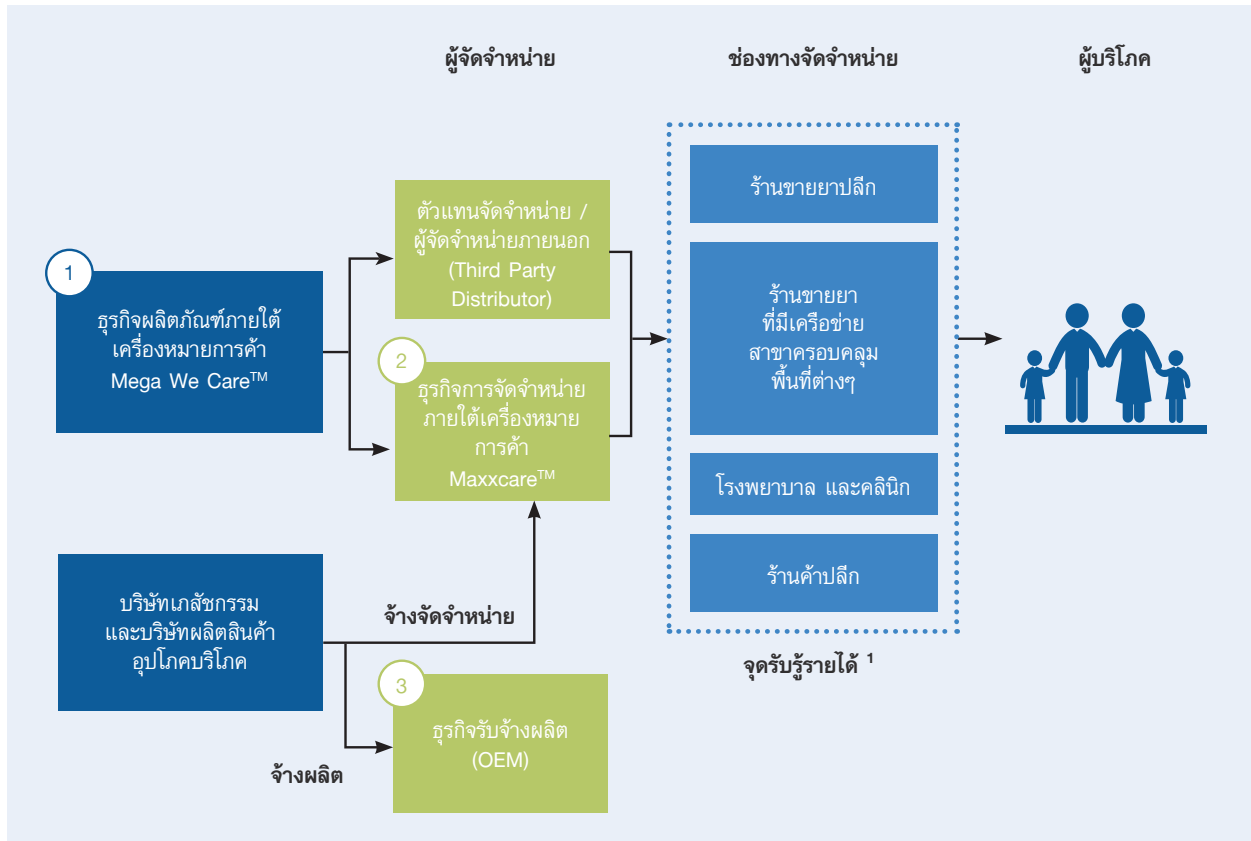 ผู้จัดจำหน่าย
ช่องทางจัดจำหน่าย
ผู้บริโภค
1
ธุรกิจผลิตภัณฑ์ภายใต้
เครื่องหมายการค้า
Mega We Care™
ตัวแทนจัดจำหน่าย /
ผู้จัดจำหน่ายภายนอก
(Third Party
Distributor)
2
ธุรกิจการจัดจำหน่าย
ภายใต้เครื่องหมาย
การค้า
Maxxcare™
ร้านขายยาปลีก
ร้านขายยา
ที่มีเครือข่าย
สาขาครอบคลุม
พื้นที่ต่างๆ
โรงพยาบาล และคลินิก
ร้านค้าปลีก
จุดรับรู้รายได้ ¹
บริษัทเภสัชกรรม
และบริษัทผลิตสินค้า
อุปโภคบริโภค
จ้างจัดจำหน่าย
จ้างผลิต
3
ธุรกิจรับจ้างผลิต
(OEM)